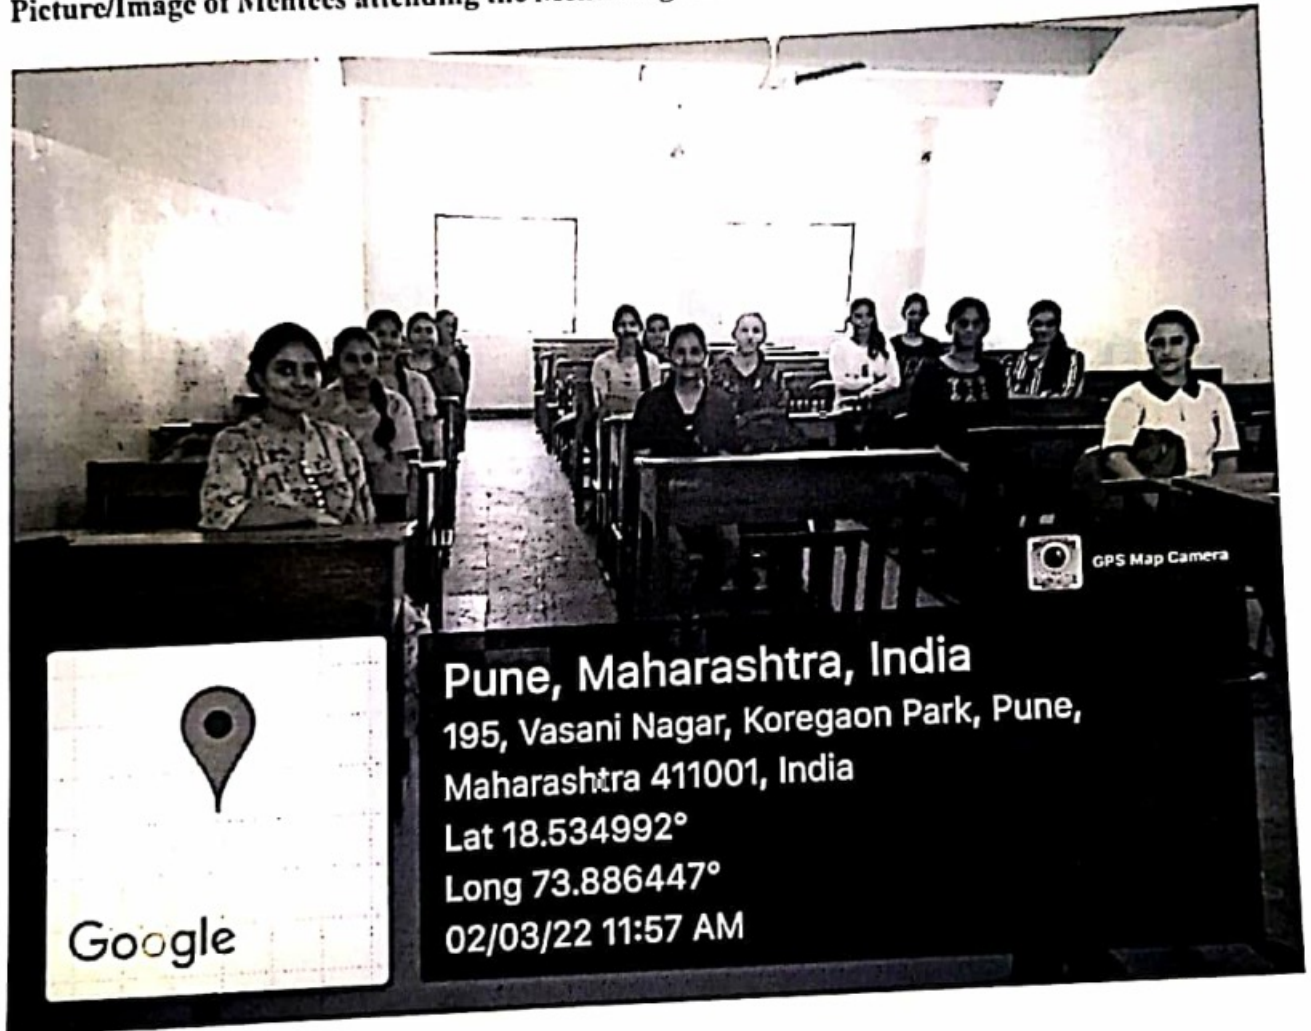 Picture/Image of Mentees attending the
GPS Map Camera
Pune, Maharashtra, India
195, Vasani Nagar, Koregaon Park, Pune,
Maharashtra 411001, India
Lat 18.534992°
Long 73.886447°
02/03/22 11:57 AM
Google